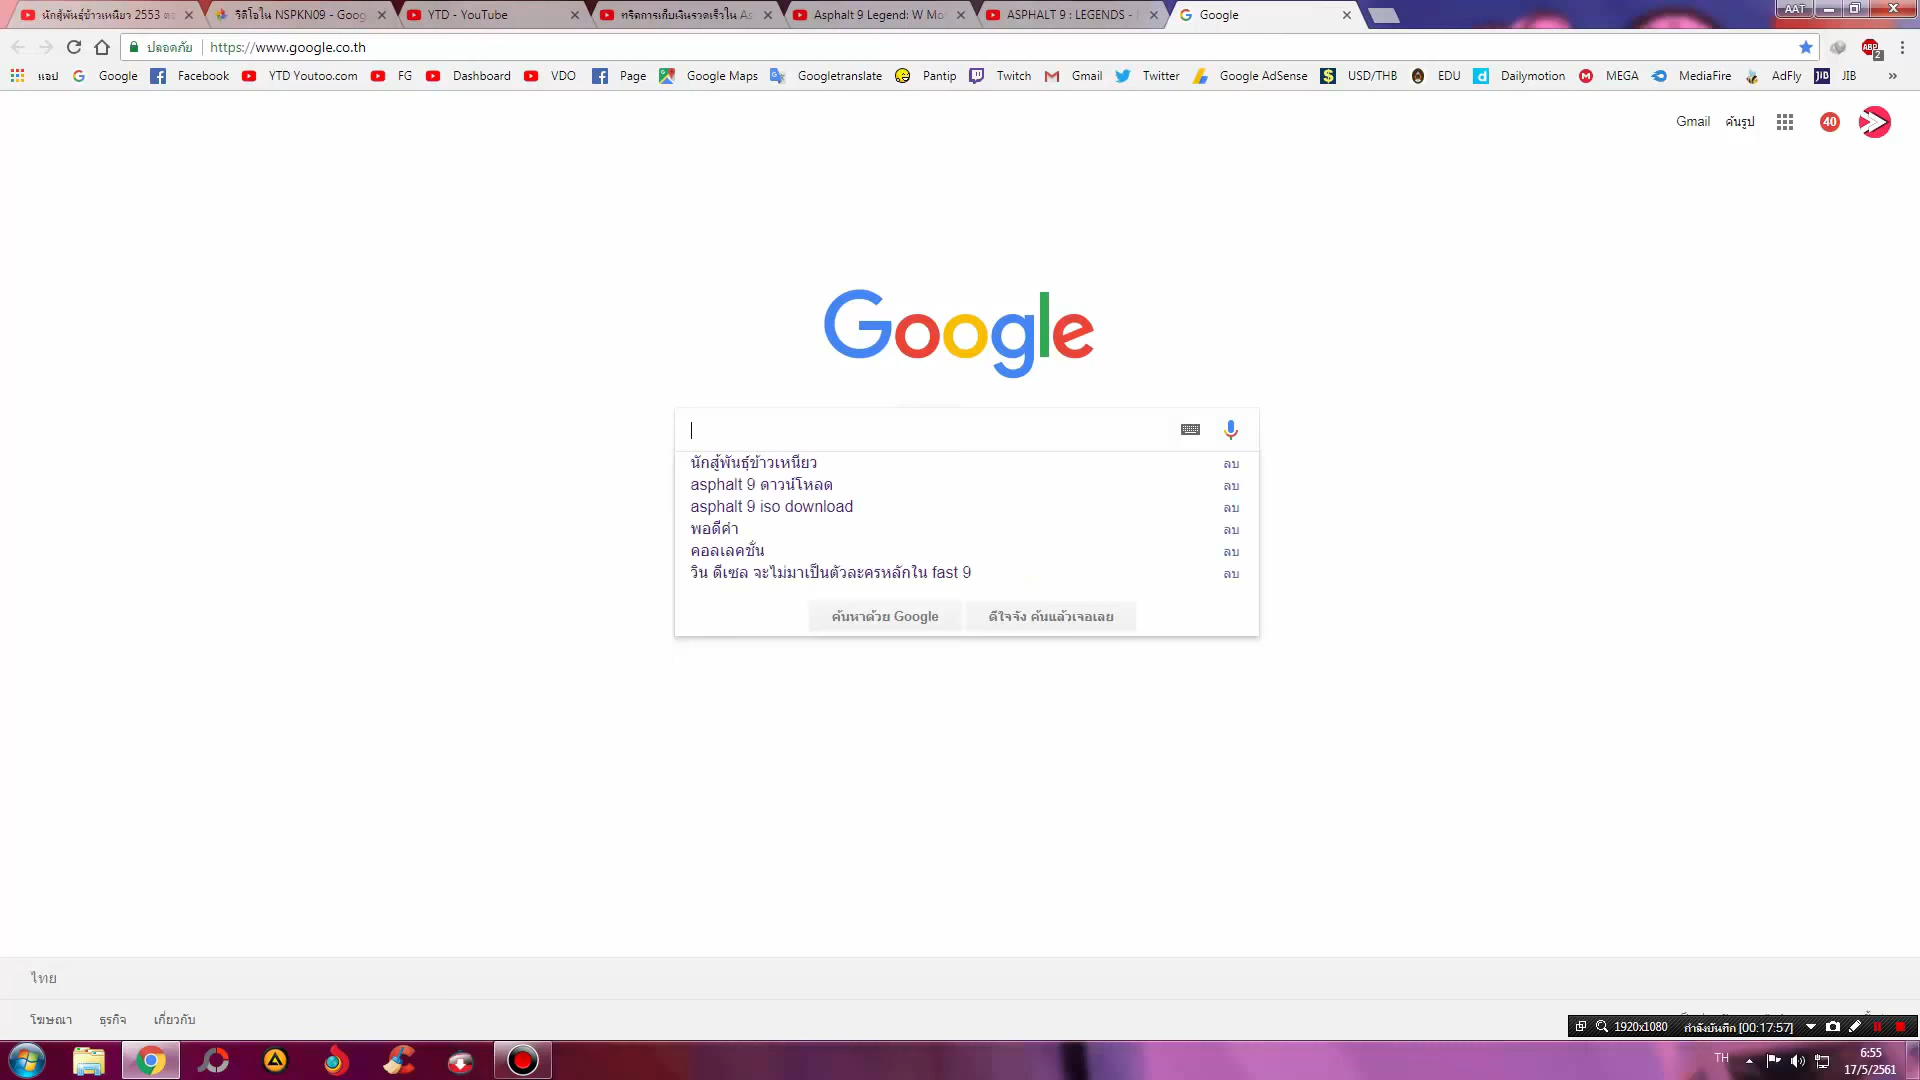 นักสู้พันธุ์ข้าวเหนียว 2553 ตอ
วิดีโอใน NSPKN09 - Goog
YTD - YouTube
ทริคการเก็บเงินรวดเร็วใน As
Asphalt 9 Legend: W Mo
ASPHALT 9 : LEGENDS -
Google
AAT
ปลอดภัย https://www.google.co.th
2
แอป Google Facebook YTD Youtoo.com FG Dashboard VDO Page Google Maps Googletranslate Pantip Twitch Gmail Twitter Google AdSense USD/THB EDU Dailymotion MEGA MediaFire AdFly JIB
Gmail ค้นรูป 40
Google
นักสู้พันธุ์ข้าวเหนียว ลบ
asphalt 9 ดาวน์โหลด ลบ
asphalt 9 iso download ลบ
พอดีคำ ลบ
คอลเลคชั่น ลบ
วิน ดีเซล จะไม่มาเป็นตัวละครหลักใน fast 9 ลบ
ค้นหาด้วย Google ดีใจจัง ค้นแล้วเจอเลย
ไทย
โฆษณา ธุรกิจ เกี่ยวกับ
1920x1080 กำลังบันทึก [00:17:57]
TH
6:55
17/5/2561